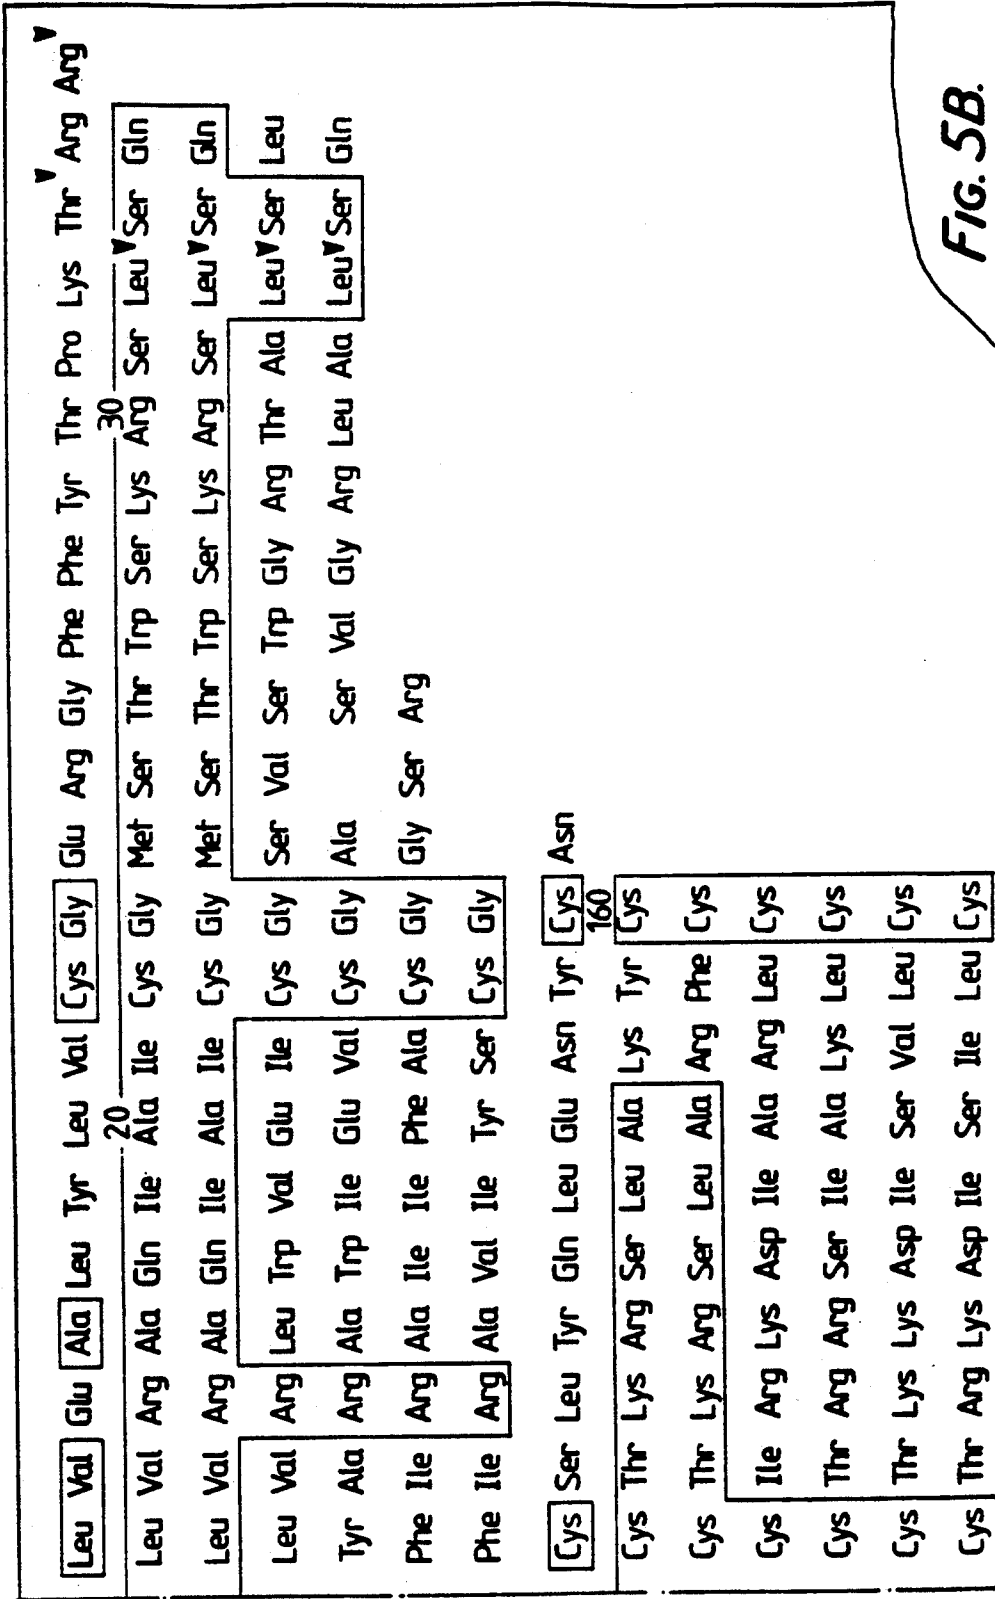 Leu Val Glu Ala Leu Tyr Leu Val Cys Gly Glu Arg Gly Phe Phe Tyr Thr Pro Lys Thr Arg Arg
20 30
Leu Val Arg Ala Gln Ile Ala Ile Cys Gly Met Ser Thr Trp Ser Lys Arg Ser Leu Ser Gln
Leu Val Arg Ala Gln Ile Ala Ile Cys Gly Met Ser Thr Trp Ser Lys Arg Ser Leu Ser Gln
Leu Val Arg Leu Trp Val Glu Ile Cys Gly Ser Val Ser Trp Gly Arg Thr Ala Leu Ser Leu
Tyr Ala Arg Ala Trp Ile Glu Val Cys Gly Ala Ser Val Gly Arg Leu Ala Leu Ser Gln
Phe Ile Arg Ala Ile Ile Phe Ala Cys Gly Gly Ser Arg
Phe Ile Arg Ala Val Ile Tyr Ser Cys Gly
Cys Ser Leu Tyr Gln Leu Glu Asn Tyr Cys Asn
160
Cys Thr Lys Arg Ser Leu Ala Lys Tyr Cys
Cys Thr Lys Arg Ser Leu Ala Arg Phe Cys
Cys Ile Arg Lys Asp Ile Ala Arg Leu Cys
Cys Thr Arg Arg Ser Ile Ala Lys Leu Cys
Cys Thr Lys Lys Asp Ile Ser Val Leu Cys
Cys Thr Arg Lys Asp Ile Ser Ile Leu Cys
FIG. 5B.